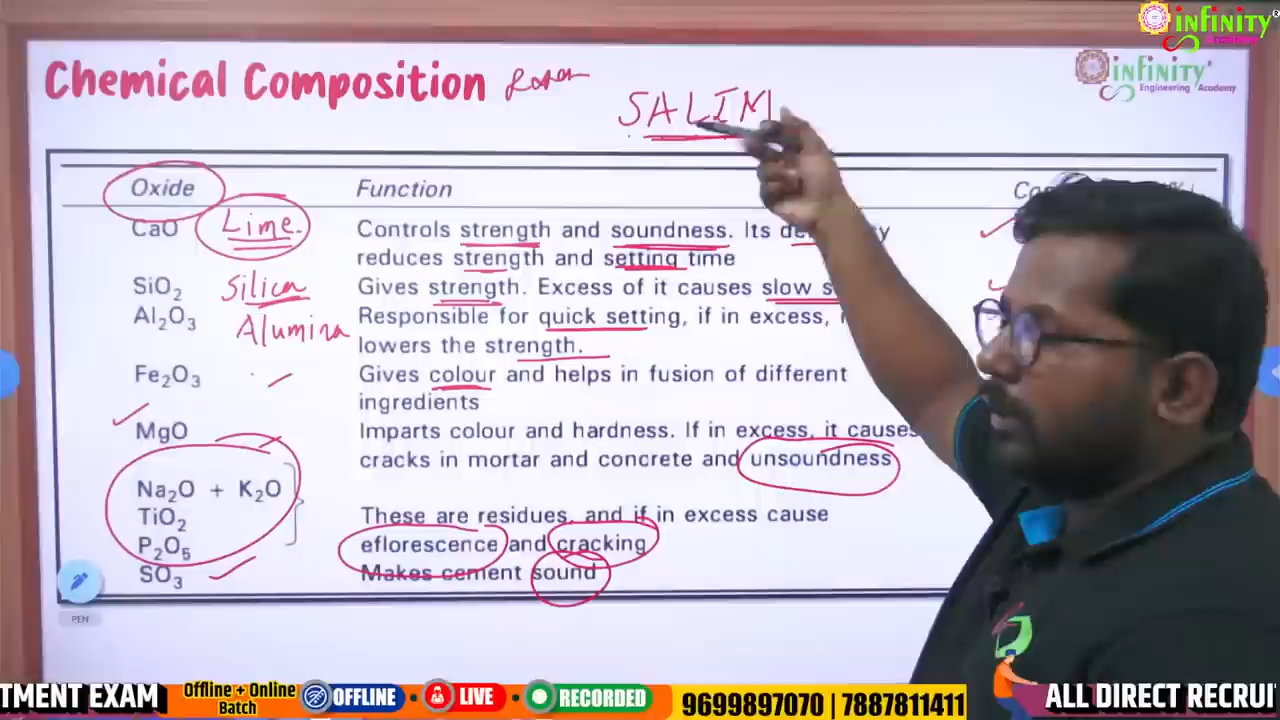 infinity
infinity
Engineering Academy
Chemical Composition
SALIM
Oxide Function
CaO Lime. Controls strength and soundness. Its
reduces strength and setting time
SiO₂ Silica Gives strength. Excess of it causes slow
Al₂O₃ Alumina Responsible for quick setting, if in excess,
lowers the strength.
Fe₂O₃ Gives colour and helps in fusion of different
ingredients
MgO Imparts colour and hardness. If in excess, it causes
cracks in mortar and concrete and unsoundness
Na₂O + K₂O
TiO₂ These are residues, and if in excess cause
P₂O₅ eflorescence and cracking
SO₃ Makes cement sound
PEN
TMENT EXAM Offline + Online Batch OFFLINE LIVE RECORDED 9699897070 | 7887811411 ALL DIRECT RECRUI